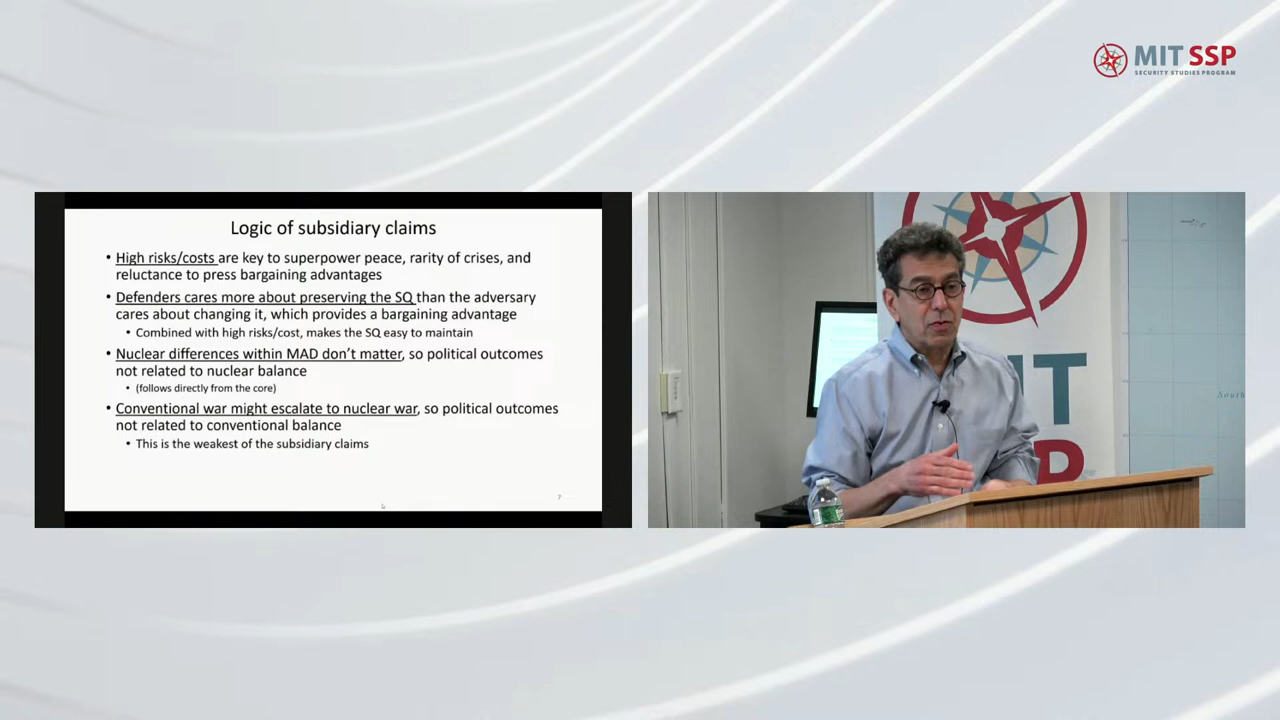 MIT SSP
SECURITY STUDIES PROGRAM
Logic of subsidiary claims
• High risks/costs are key to superpower peace, rarity of crises, and
reluctance to press bargaining advantages
• Defenders cares more about preserving the SQ than the adversary
cares about changing it, which provides a bargaining advantage
• Combined with high risks/cost, makes the SQ easy to maintain
• Nuclear differences within MAD don't matter, so political outcomes
not related to nuclear balance
• (follows directly from the core)
• Conventional war might escalate to nuclear war, so political outcomes
not related to conventional balance
• This is the weakest of the subsidiary claims
7
IT
P
South